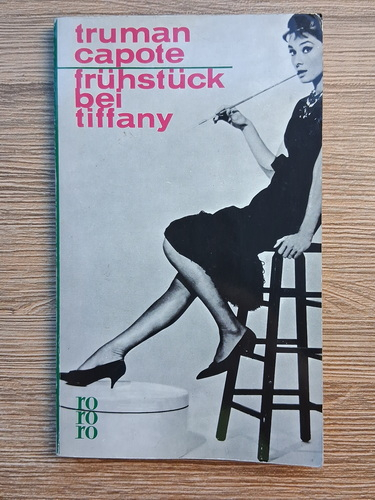 truman
capote
frühstück
bei
tiffany
ro
ro
ro